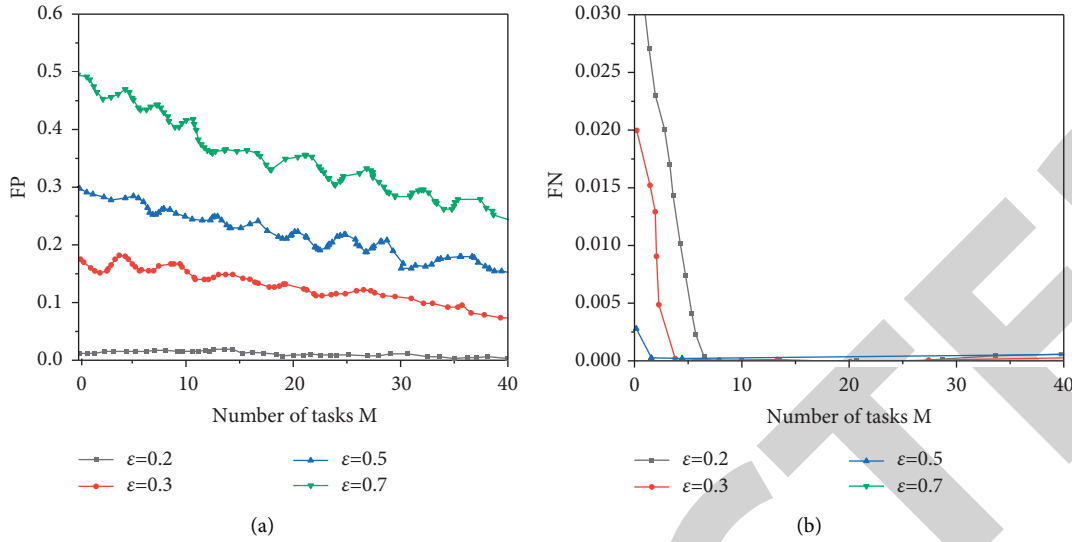 0.6
0.5
0.4
0.3
0.2
0.1
0.0
FP
0
10
20
30
40
Number of tasks M
ε=0.2
ε=0.5
ε=0.3
ε=0.7
(a)
0.030
0.025
0.020
0.015
0.010
0.005
0.000
FN
0
10
20
30
40
Number of tasks M
ε=0.2
ε=0.5
ε=0.3
ε=0.7
(b)